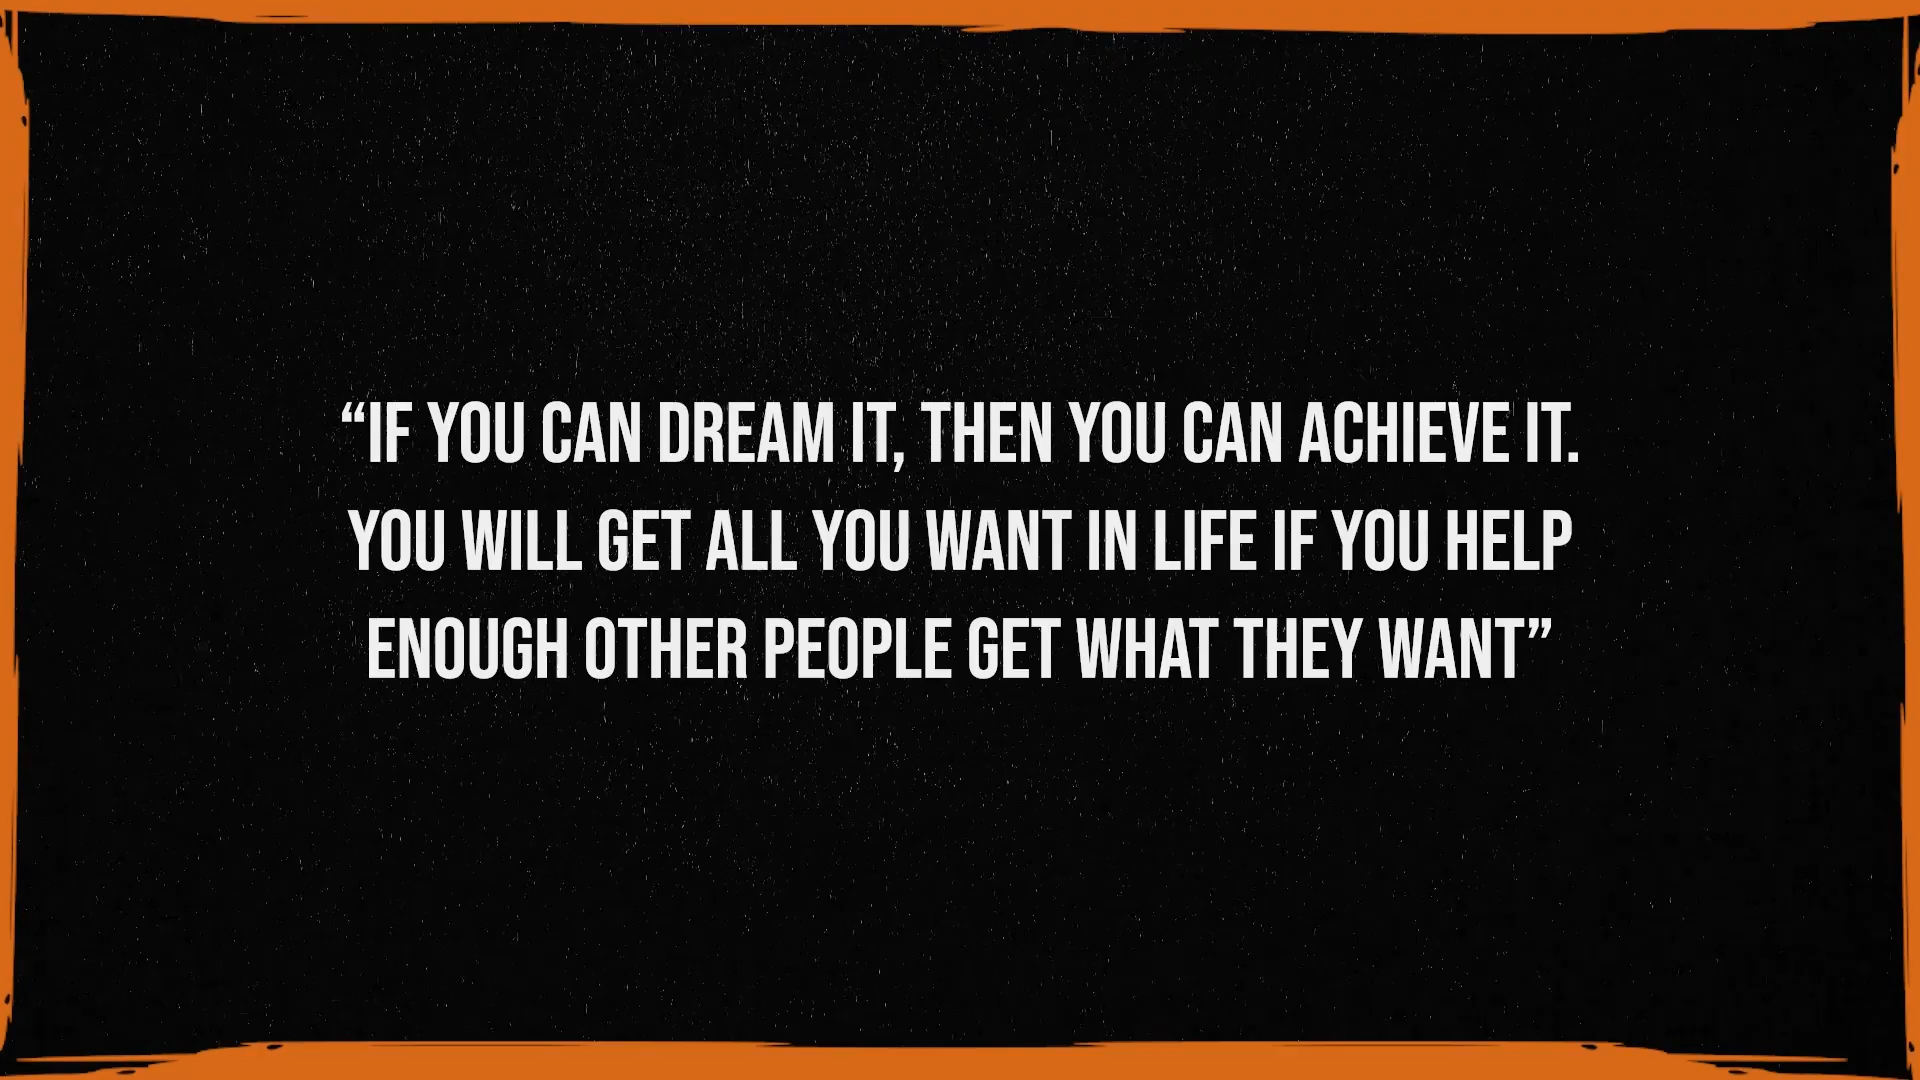 “IF YOU CAN DREAM IT, THEN YOU CAN ACHIEVE IT.
YOU WILL GET ALL YOU WANT IN LIFE IF YOU HELP
ENOUGH OTHER PEOPLE GET WHAT THEY WANT”